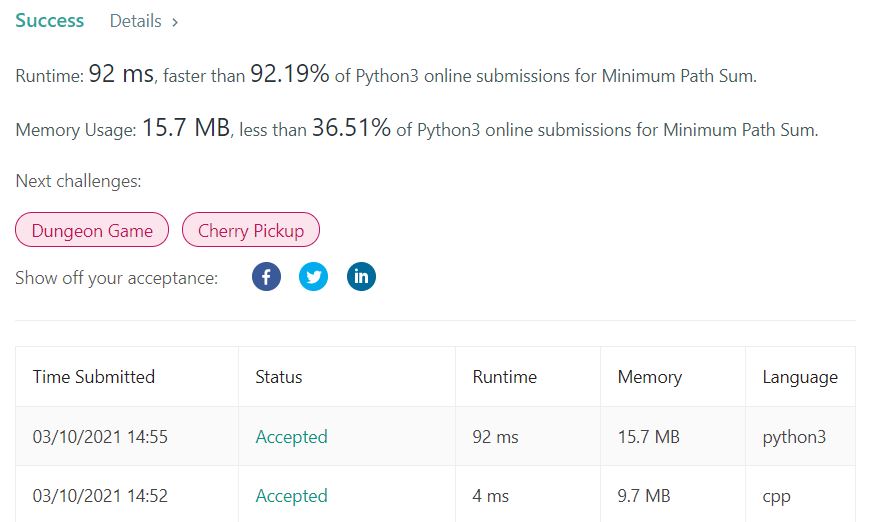 Success Details >
Runtime: 92 ms, faster than 92.19% of Python3 online submissions for Minimum Path Sum.
Memory Usage: 15.7 MB, less than 36.51% of Python3 online submissions for Minimum Path Sum.
Next challenges:
Dungeon Game Cherry Pickup
Show off your acceptance: f in
Time Submitted Status Runtime Memory Language
03/10/2021 14:55 Accepted 92 ms 15.7 MB python3
03/10/2021 14:52 Accepted 4 ms 9.7 MB cpp